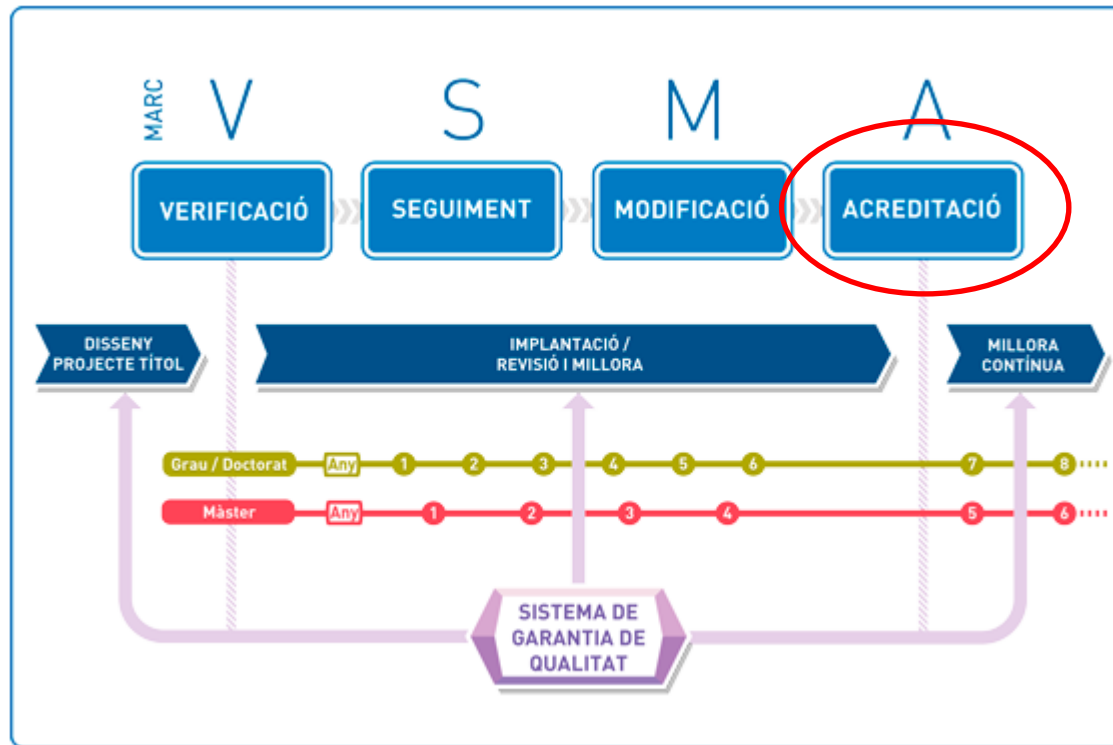 MARC
V S M A
VERIFICACIÓ SEGUIMENT MODIFICACIÓ ACREDITACIÓ
DISSENY
PROJECTE TÍTOL
IMPLANTACIÓ /
REVISIÓ I MILLORA
MILLORA
CONTÍNUA
Grau / Doctorat Any 1 2 3 4 5 6 7 8
Màster Any 1 2 3 4 5 6
SISTEMA DE
GARANTIA DE
QUALITAT